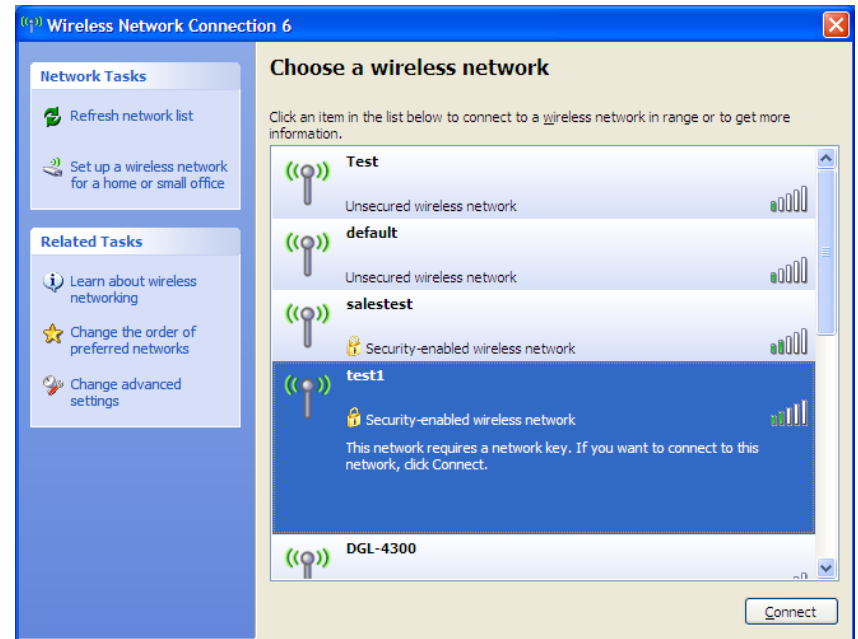 Wireless Network Connection 6
Network Tasks
Refresh network list
Set up a wireless network
for a home or small office
Related Tasks
Learn about wireless
networking
Change the order of
preferred networks
Change advanced
settings
Choose a wireless network
Click an item in the list below to connect to a wireless network in range or to get more
information.
Test
Unsecured wireless network
default
Unsecured wireless network
salestest
Security-enabled wireless network
test1
Security-enabled wireless network
This network requires a network key. If you want to connect to this
network, click Connect.
DGL-4300
Connect